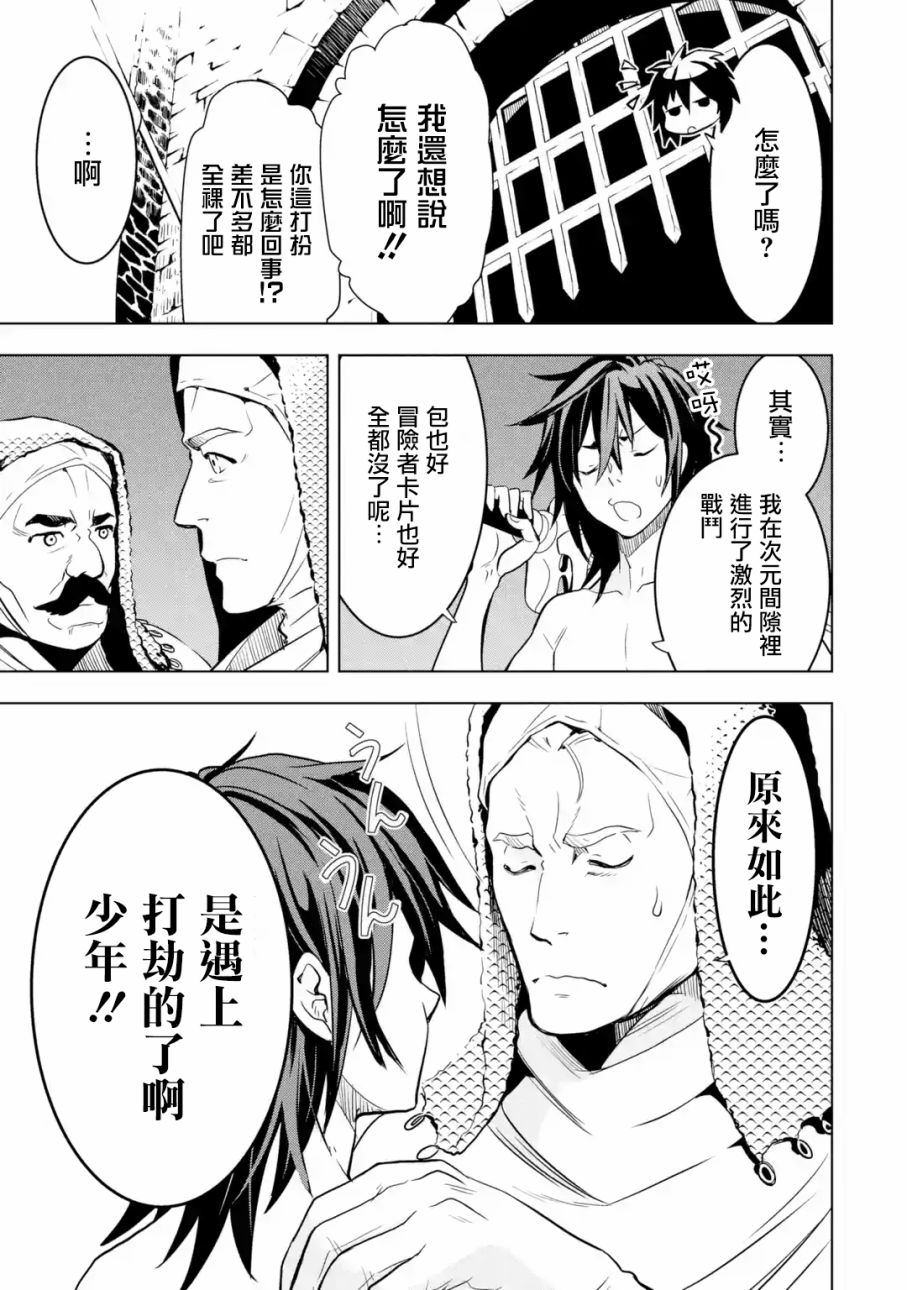 怎麼了嗎?
我還想說
怎麼了啊!!
你這打扮
是怎麼回事!?
差不多都
全裸了吧
…啊
其實…
我在次元間隙裡
進行了激烈的
戰鬥
哎呀
包也好
冒險者卡片也好
全都沒了呢…
原來如此…
うん
うん
是遇上
打劫的了啊
少年!!